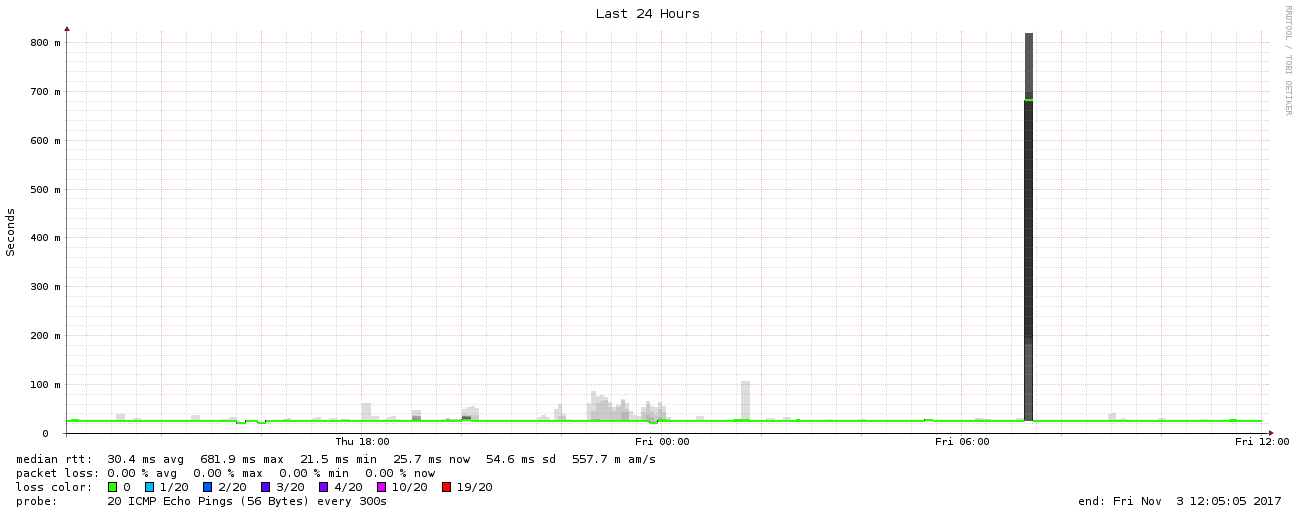 Last 24 Hours
RRDTOOL / TOBI OETIKER
Seconds
800 m
700 m
600 m
500 m
400 m
300 m
200 m
100 m
0
Thu 18:00 Fri 00:00 Fri 06:00 Fri 12:00
median rtt: 30.4 ms avg 681.9 ms max 21.5 ms min 25.7 ms now 54.6 ms sd 557.7 m am/s
packet loss: 0.00 % avg 0.00 % max 0.00 % min 0.00 % now
loss color: 0 1/20 2/20 3/20 4/20 10/20 19/20
probe: 20 ICMP Echo Pings (56 Bytes) every 300s end: Fri Nov 3 12:05:05 2017